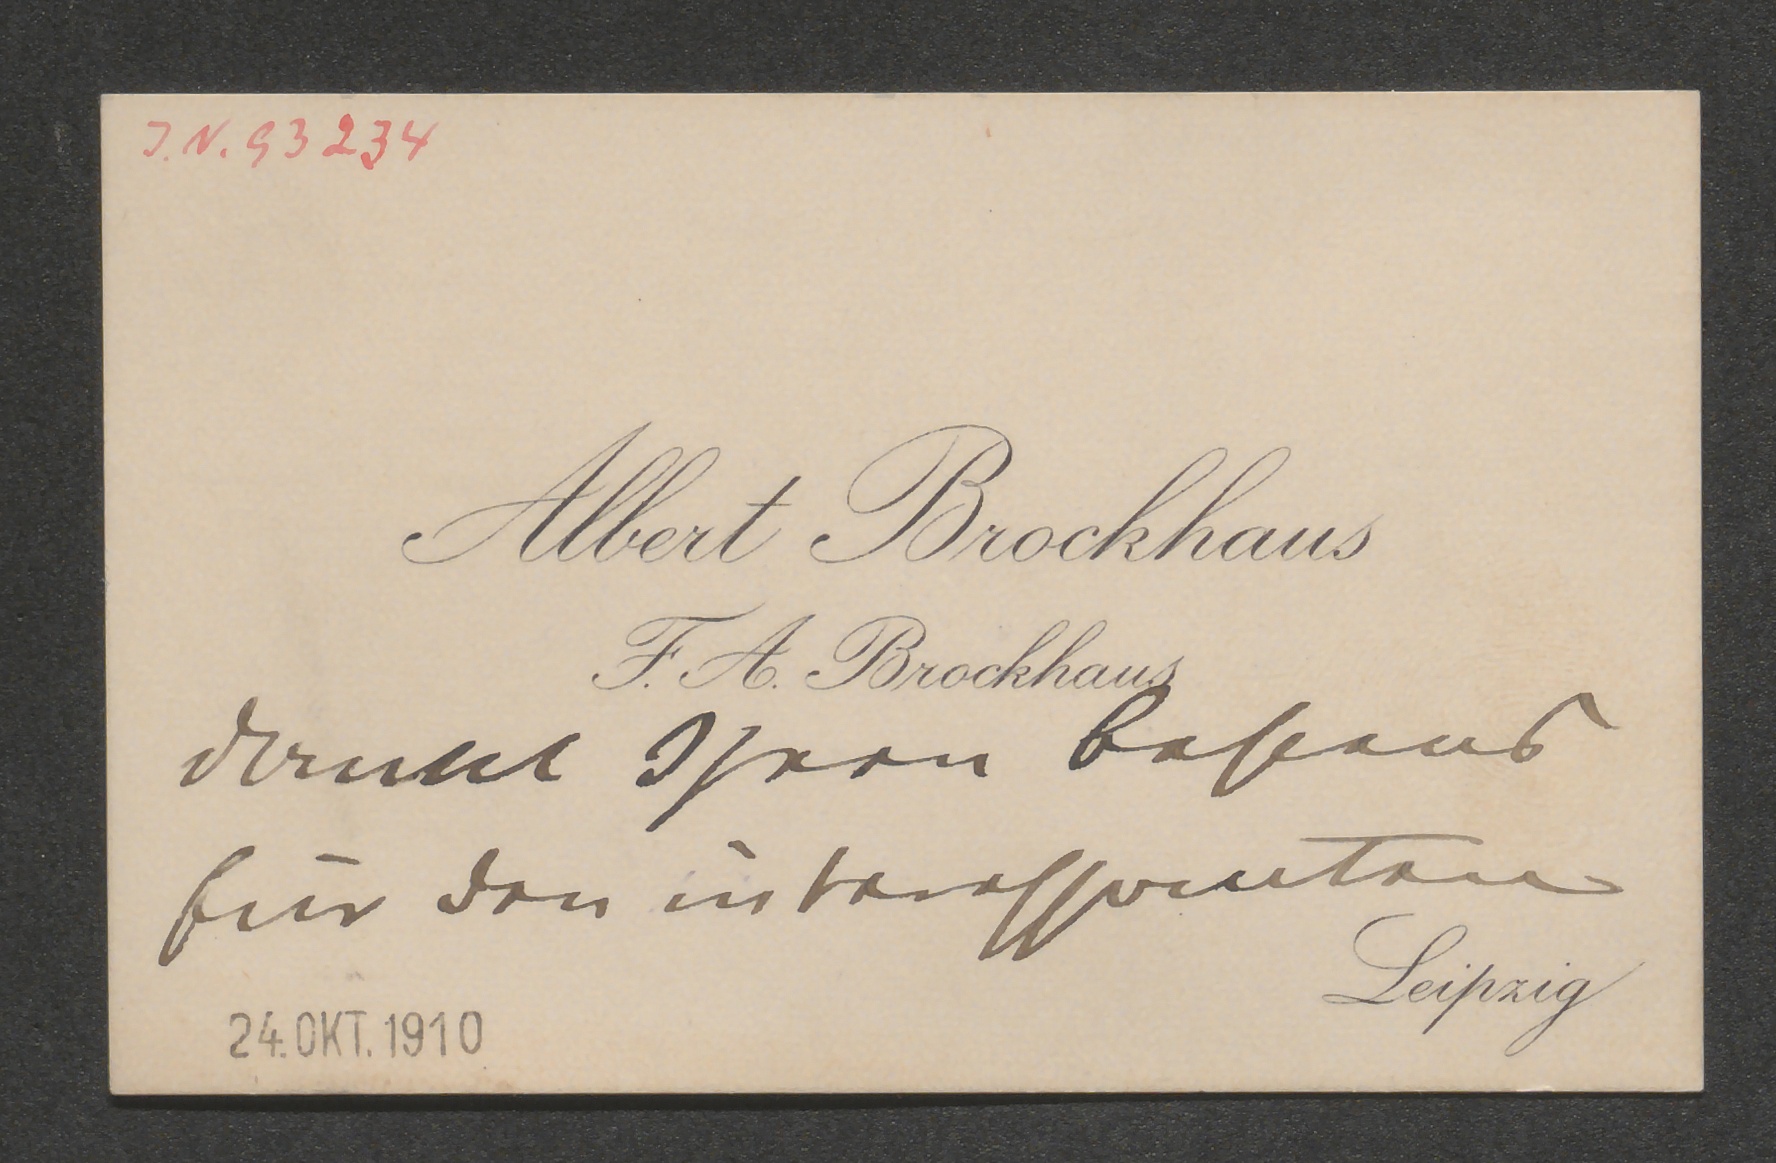 J.N. 93234
Albert Brockhaus
F. A. Brockhaus
dankt Ihnen bestens
für den interessanten
Leipzig
24. OKT. 1910